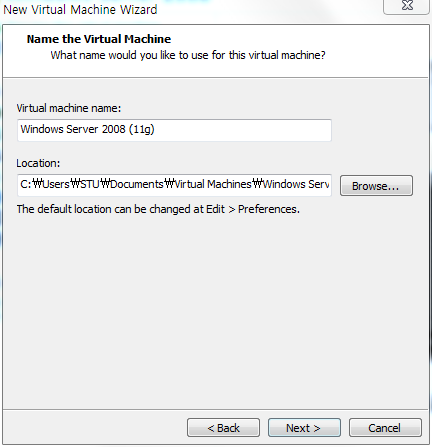 New Virtual Machine Wizard
Name the Virtual Machine
What name would you like to use for this virtual machine?
Virtual machine name:
Windows Server 2008 (11g)
Location:
C:₩Users₩STU₩Documents₩Virtual Machines₩Windows Serv
Browse...
The default location can be changed at Edit > Preferences.
< Back Next > Cancel